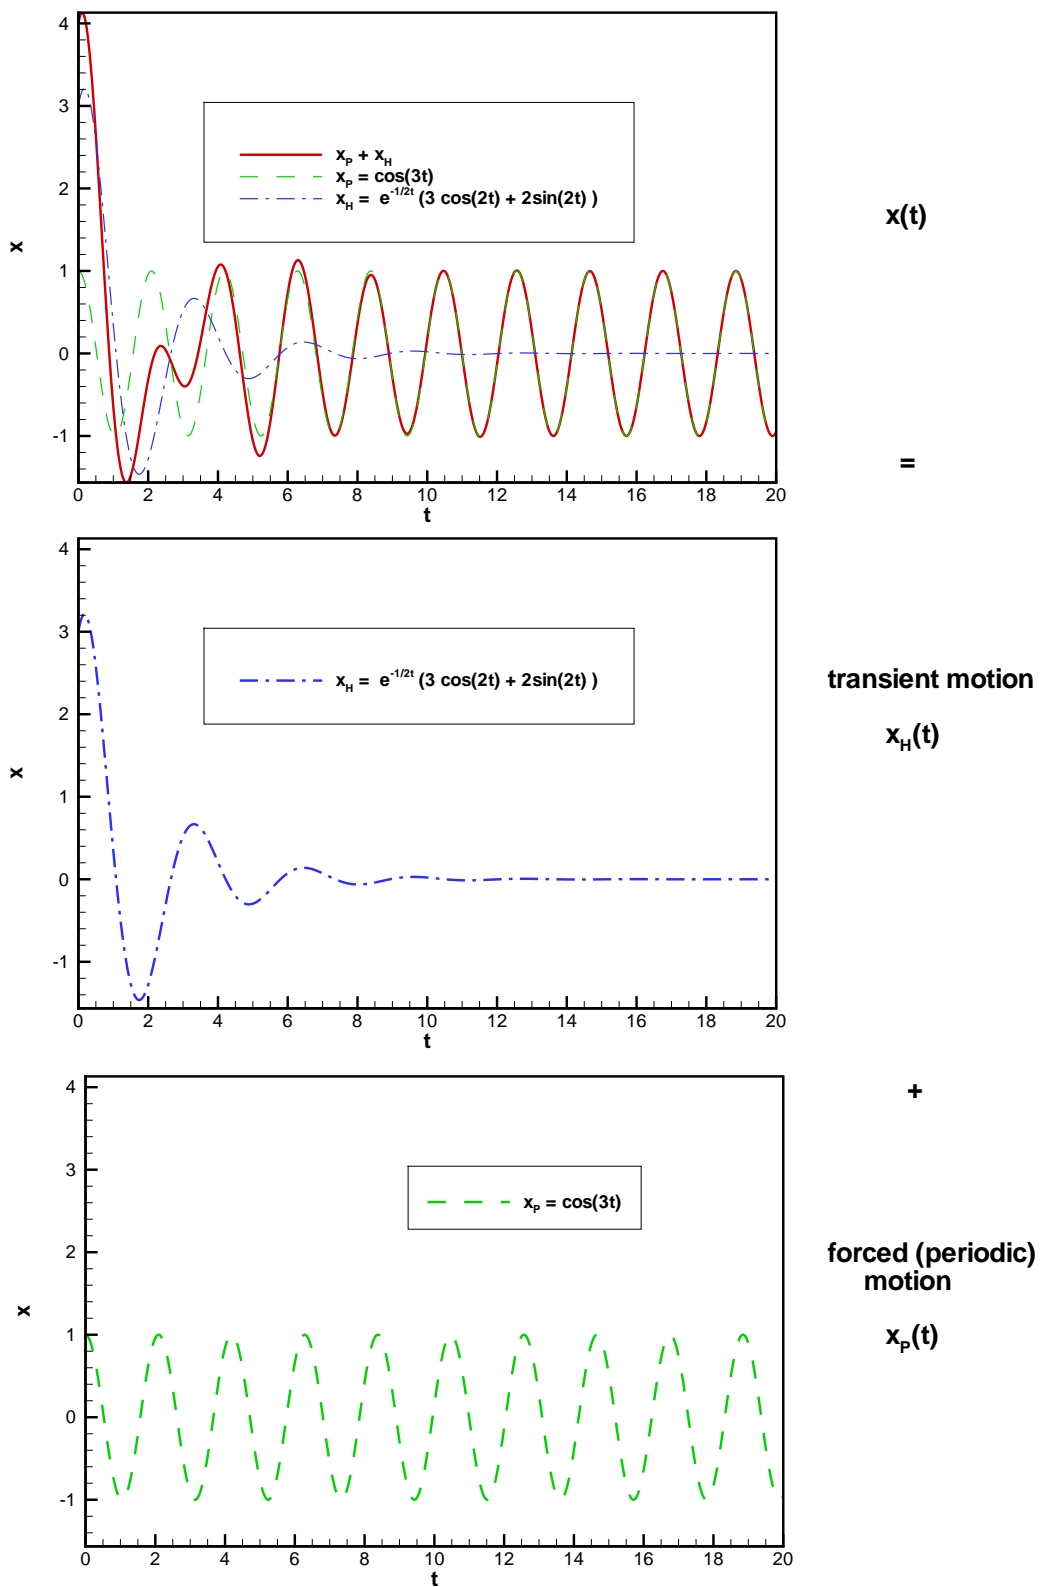 4
3
2
1
0
-1
x
x_P + x_H
x_P = cos(3t)
x_H = e^{-1/2t} (3 cos(2t) + 2sin(2t) )
0 2 4 6 8 10 12 14 16 18 20
t
x(t)
=
4
3
2
1
0
-1
x
x_H = e^{-1/2t} (3 cos(2t) + 2sin(2t) )
0 2 4 6 8 10 12 14 16 18 20
t
transient motion
x_H(t)
+
4
3
2
1
0
-1
x
x_P = cos(3t)
0 2 4 6 8 10 12 14 16 18 20
t
forced (periodic)
motion
x_P(t)